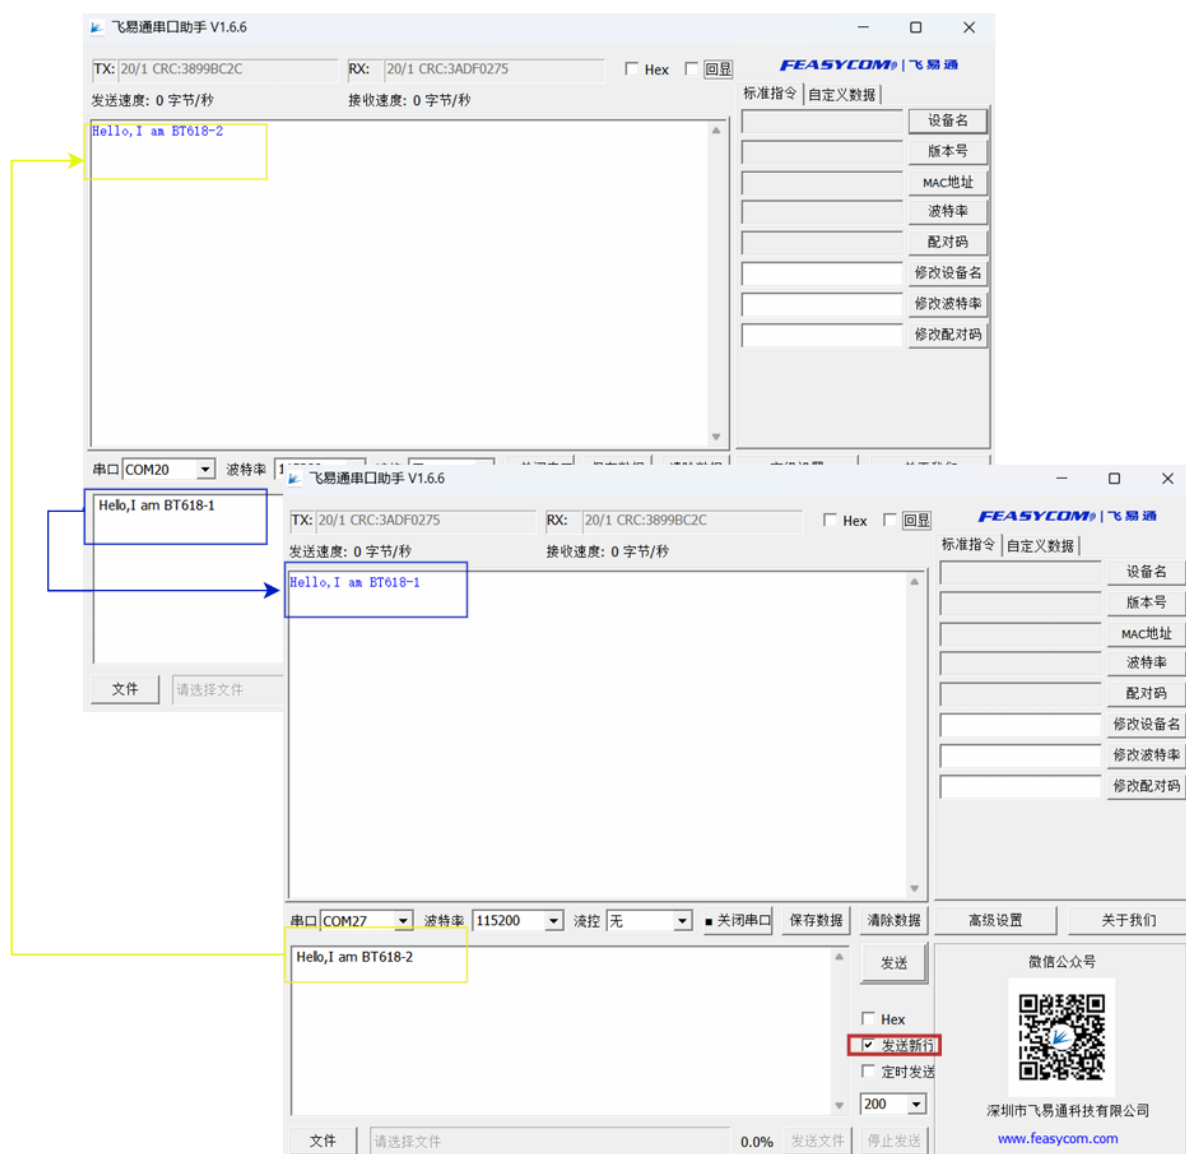 飞易通串口助手 V1.6.6
TX: 20/1 CRC:3899BC2C RX: 20/1 CRC:3ADF0275 Hex 回显 FEASYCOM 飞易通
发送速度: 0 字节/秒 接收速度: 0 字节/秒 标准指令 自定义数据
Hello,I am BT618-2
设备名
版本号
MAC地址
波特率
配对码
修改设备名
修改波特率
修改配对码
串口 COM20 波特率
Hello,I am BT618-1
文件 请选择文件
飞易通串口助手 V1.6.6
TX: 20/1 CRC:3ADF0275 RX: 20/1 CRC:3899BC2C Hex 回显 FEASYCOM 飞易通
发送速度: 0 字节/秒 接收速度: 0 字节/秒 标准指令 自定义数据
Hello,I am BT618-1
设备名
版本号
MAC地址
波特率
配对码
修改设备名
修改波特率
修改配对码
串口 COM27 波特率 115200 流控 无 关闭串口 保存数据 清除数据 高级设置 关于我们
Hello,I am BT618-2
发送
Hex
发送新行
定时发送
200
微信公众号
深圳市飞易通科技有限公司
www.feasycom.com
文件 请选择文件 0.0% 发送文件 停止发送